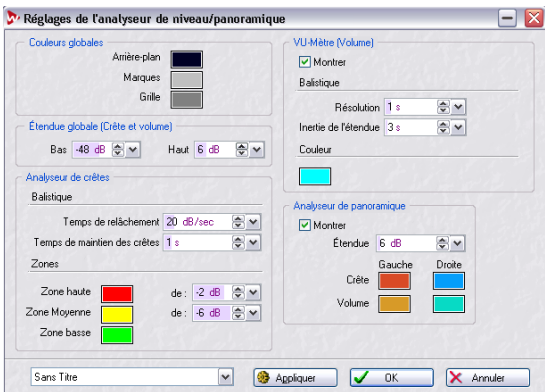 Réglages de l'analyseur de niveau/panoramique
Couleurs globales
Arrière-plan
Marques
Grille
Étendue globale (Crête et volume)
Bas -48 dB Haut 6 dB
Analyseur de crêtes
Balistique
Temps de relâchement 20 dB/sec
Temps de maintien des crêtes 1 s
Zones
Zone haute de : -2 dB
Zone Moyenne de : -6 dB
Zone basse
VU-Mètre (Volume)
Montrer
Balistique
Résolution 1 s
Inertie de l'étendue 3 s
Couleur
Analyseur de panoramique
Montrer
Étendue 6 dB
Gauche Droite
Crête
Volume
Sans Titre Appliquer OK Annuler